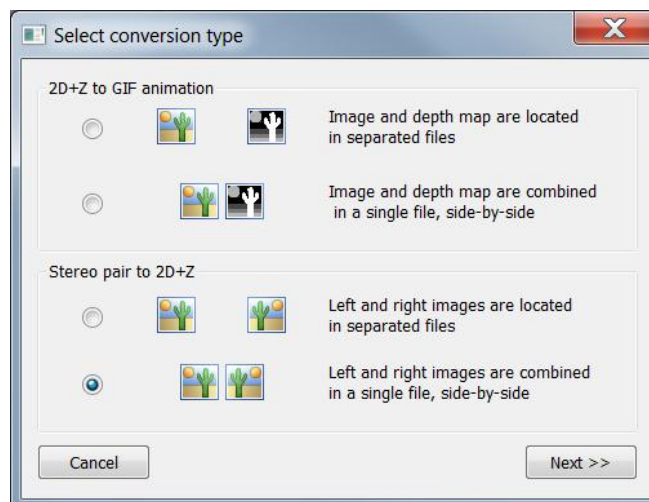 Select conversion type
2D+Z to GIF animation
Image and depth map are located
in separated files
Image and depth map are combined
in a single file, side-by-side
Stereo pair to 2D+Z
Left and right images are located
in separated files
Left and right images are combined
in a single file, side-by-side
Cancel
Next >>